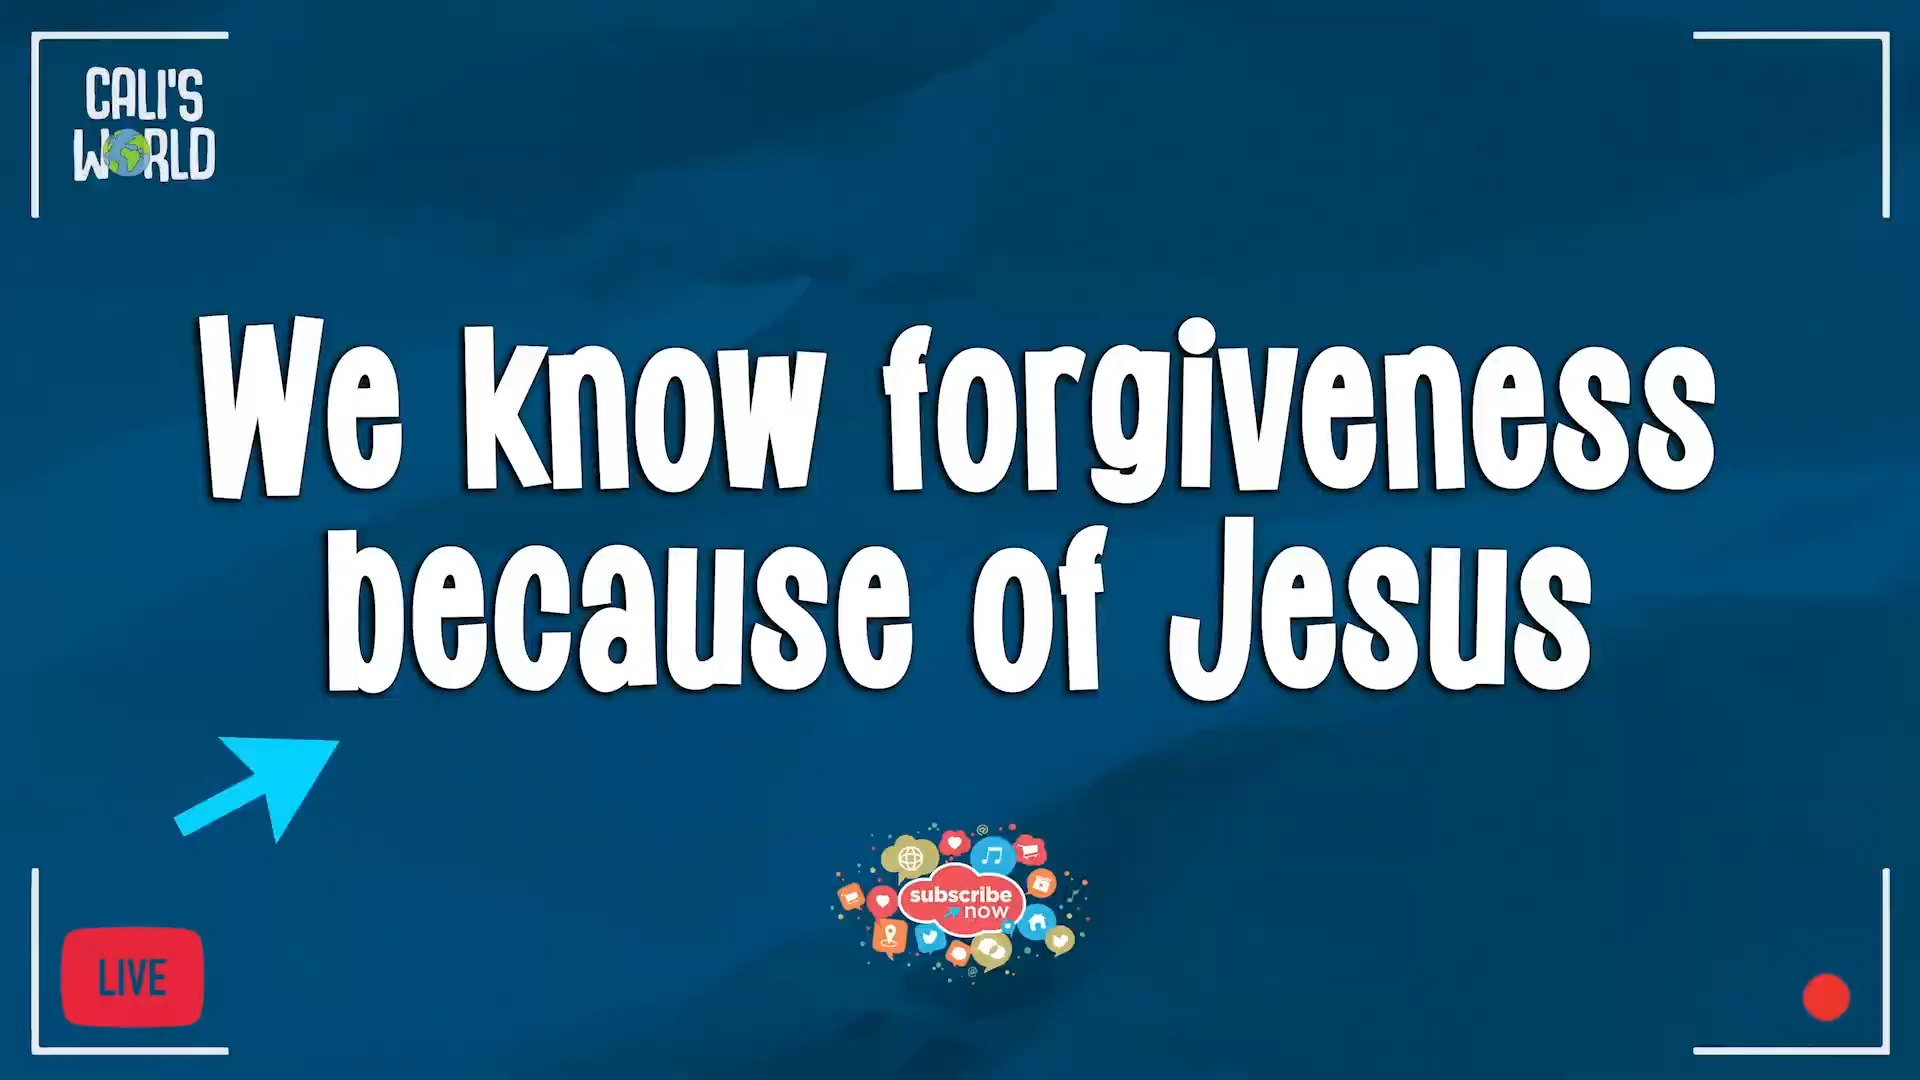 CALI'S
WORLD
We know forgiveness
because of Jesus
subscribe
now
LIVE